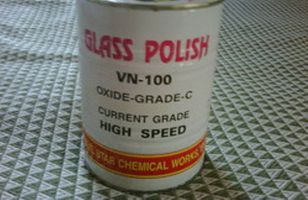 GLASS POLISH
VN-100
OXIDE-GRADE-C
CURRENT GRADE
HIGH SPEED
STAR CHEMICAL WORKS